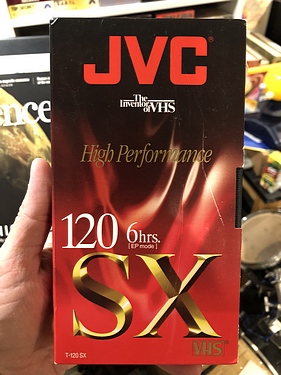 JVC®
The
Inventor
of VHS
High Performance
120 6hrs.
[EP mode]
SX
T-120 SX
VHS